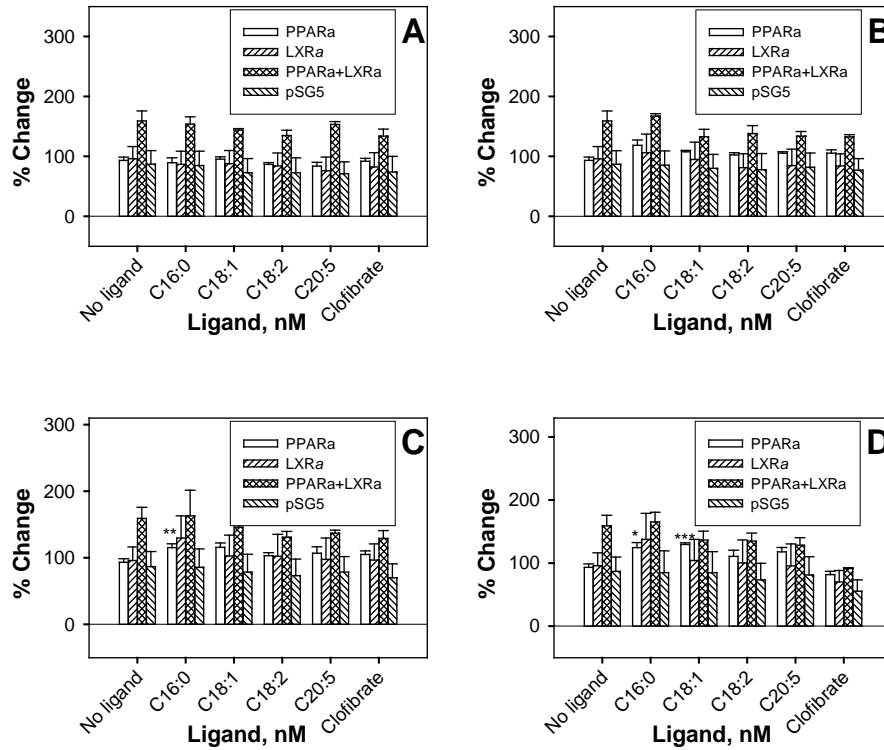 A
PPARa
LXRa
PPARa+LXRa
pSG5
300
200
100
0
% Change
No ligand
C16:0
C18:1
C18:2
C20:5
Clofibrate
Ligand, nM
B
PPARa
LXRa
PPARa+LXRa
pSG5
300
200
100
0
% Change
No ligand
C16:0
C18:1
C18:2
C20:5
Clofibrate
Ligand, nM
C
PPARa
LXRa
PPARa+LXRa
pSG5
300
200
100
0
% Change
**
No ligand
C16:0
C18:1
C18:2
C20:5
Clofibrate
Ligand, nM
D
PPARa
LXRa
PPARa+LXRa
pSG5
300
200
100
0
% Change
*
***
No ligand
C16:0
C18:1
C18:2
C20:5
Clofibrate
Ligand, nM